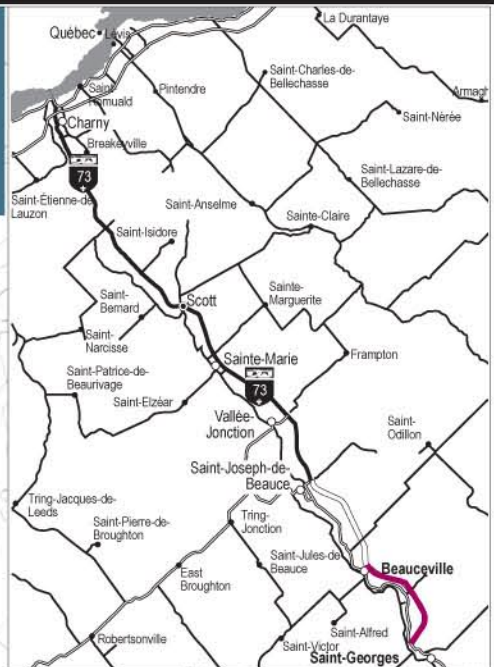 La Durantaye
Québec
Lévis
Saint-Charles-de-
Bellechasse
Saint
Romuald
Pintendre
Armagh
Charny
Saint-Nérée
Breakeyville
73
Saint-Lazare-de-
Bellechasse
Saint-Étienne-de
Lauzon
Saint-Anselme
Sainte-Claire
Saint-Isidore
Sainte-
Marguerite
Saint-
Bernard
Scott
Saint-
Narcisse
Sainte-Marie
Frampton
Saint-Patrice-de-
Beaurivage
73
Saint-Elzéar
Vallée-
Jonction
Saint-
Odillon
Saint-Joseph-de-
Beauce
Tring-Jacques-de-
Leeds
Tring-
Jonction
Saint-Pierre-de-
Broughton
Saint-Jules-de
Beauce
Beauceville
East
Broughton
Saint-Alfred
Robertsonville
Saint-Victor
Saint-Georges